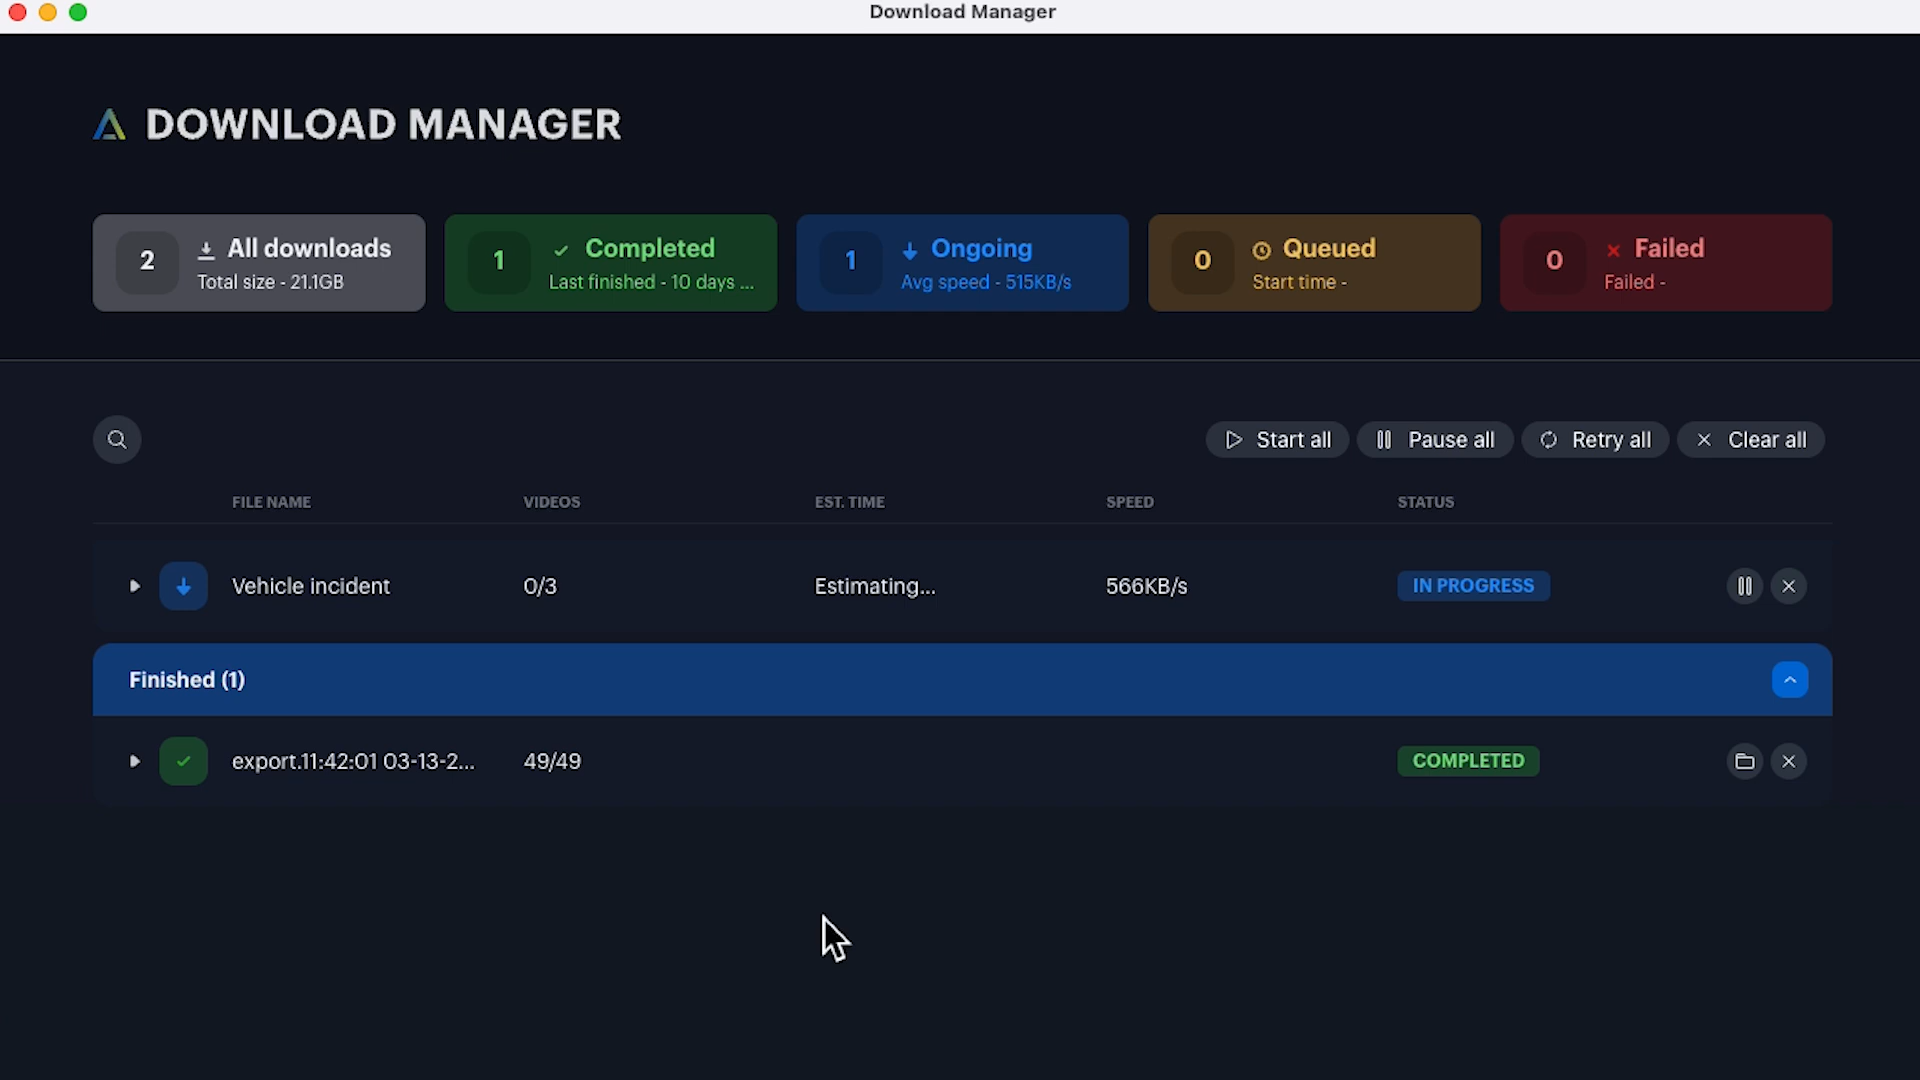 Download Manager
DOWNLOAD MANAGER
2
All downloads
Total size - 21.1GB
1
Completed
Last finished - 10 days ...
1
Ongoing
Avg speed - 515KB/s
0
Queued
Start time -
0
Failed
Failed -
Start all
Pause all
Retry all
Clear all
FILE NAME VIDEOS EST. TIME SPEED STATUS
Vehicle incident 0/3 Estimating... 566KB/s IN PROGRESS
Finished (1)
export.11:42:01 03-13-2... 49/49 COMPLETED